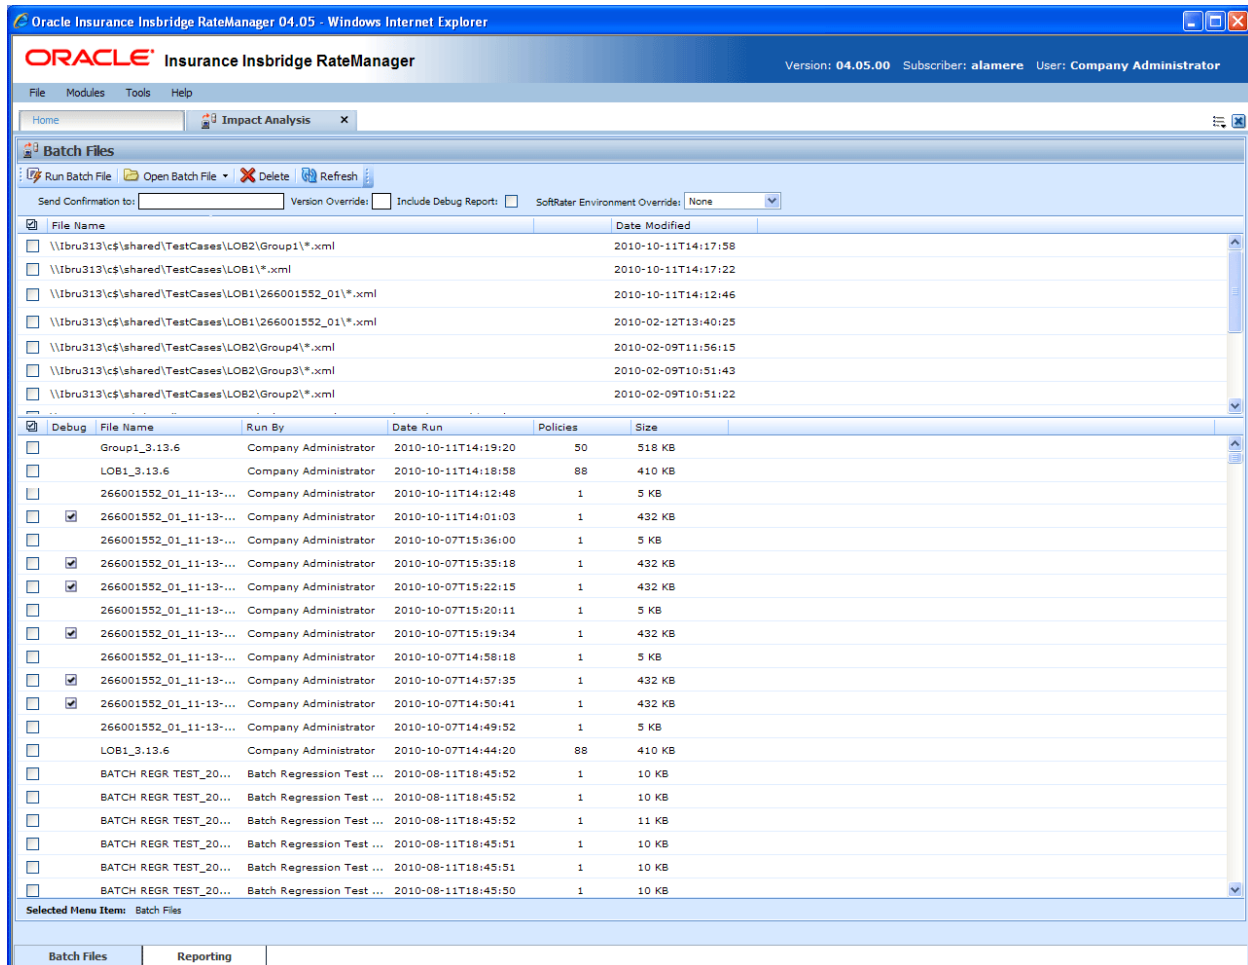 Oracle Insurance Insbridge RateManager 04.05 - Windows Internet Explorer
ORACLE Insurance Insbridge RateManager
Version: 04.05.00 Subscriber: alamere User: Company Administrator
File Modules Tools Help
Home Impact Analysis x
Batch Files
Run Batch File Open Batch File Delete Refresh
Send Confirmation to: Version Override: Include Debug Report: SoftRater Environment Override: None
File Name Date Modified
\\Ibru313\c$\shared\TestCases\LOB2\Group1\*.xml 2010-10-11T14:17:58
\\Ibru313\c$\shared\TestCases\LOB1\*.xml 2010-10-11T14:17:22
\\Ibru313\c$\shared\TestCases\LOB1\266001552_01\*.xml 2010-10-11T14:12:46
\\Ibru313\c$\shared\TestCases\LOB1\266001552_01\*.xml 2010-02-12T13:40:25
\\Ibru313\c$\shared\TestCases\LOB2\Group4\*.xml 2010-02-09T11:56:15
\\Ibru313\c$\shared\TestCases\LOB2\Group3\*.xml 2010-02-09T10:51:43
\\Ibru313\c$\shared\TestCases\LOB2\Group2\*.xml 2010-02-09T10:51:22
Debug File Name Run By Date Run Policies Size
Group1_3.13.6 Company Administrator 2010-10-11T14:19:20 50 518 KB
LOB1_3.13.6 Company Administrator 2010-10-11T14:18:58 88 410 KB
266001552_01_11-13-... Company Administrator 2010-10-11T14:12:48 1 5 KB
266001552_01_11-13-... Company Administrator 2010-10-11T14:01:03 1 432 KB
266001552_01_11-13-... Company Administrator 2010-10-07T15:36:00 1 5 KB
266001552_01_11-13-... Company Administrator 2010-10-07T15:35:18 1 432 KB
266001552_01_11-13-... Company Administrator 2010-10-07T15:22:15 1 432 KB
266001552_01_11-13-... Company Administrator 2010-10-07T15:20:11 1 5 KB
266001552_01_11-13-... Company Administrator 2010-10-07T15:19:34 1 432 KB
266001552_01_11-13-... Company Administrator 2010-10-07T14:58:18 1 5 KB
266001552_01_11-13-... Company Administrator 2010-10-07T14:57:35 1 432 KB
266001552_01_11-13-... Company Administrator 2010-10-07T14:50:41 1 432 KB
266001552_01_11-13-... Company Administrator 2010-10-07T14:49:52 1 5 KB
LOB1_3.13.6 Company Administrator 2010-10-07T14:44:20 88 410 KB
BATCH REGR TEST_20... Batch Regression Test ... 2010-08-11T18:45:52 1 10 KB
BATCH REGR TEST_20... Batch Regression Test ... 2010-08-11T18:45:52 1 10 KB
BATCH REGR TEST_20... Batch Regression Test ... 2010-08-11T18:45:52 1 11 KB
BATCH REGR TEST_20... Batch Regression Test ... 2010-08-11T18:45:51 1 10 KB
BATCH REGR TEST_20... Batch Regression Test ... 2010-08-11T18:45:51 1 10 KB
BATCH REGR TEST_20... Batch Regression Test ... 2010-08-11T18:45:50 1 10 KB
Selected Menu Item: Batch Files
Batch Files Reporting